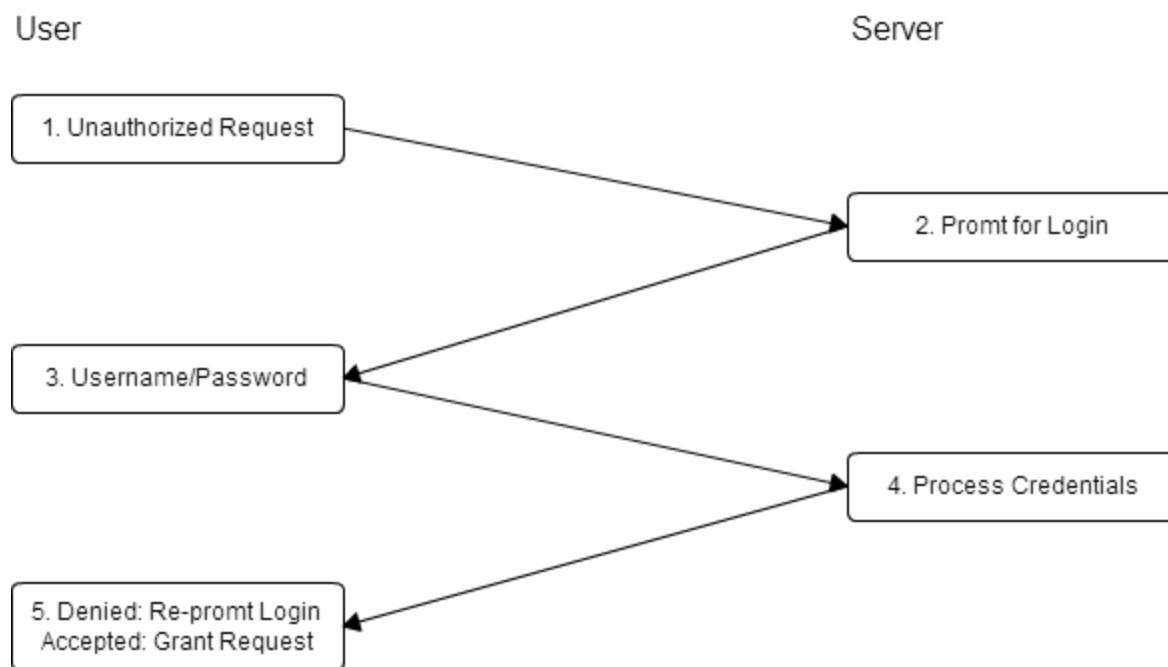 User
Server
1. Unauthorized Request
2. Promt for Login
3. Username/Password
4. Process Credentials
5. Denied: Re-promt Login
Accepted: Grant Request